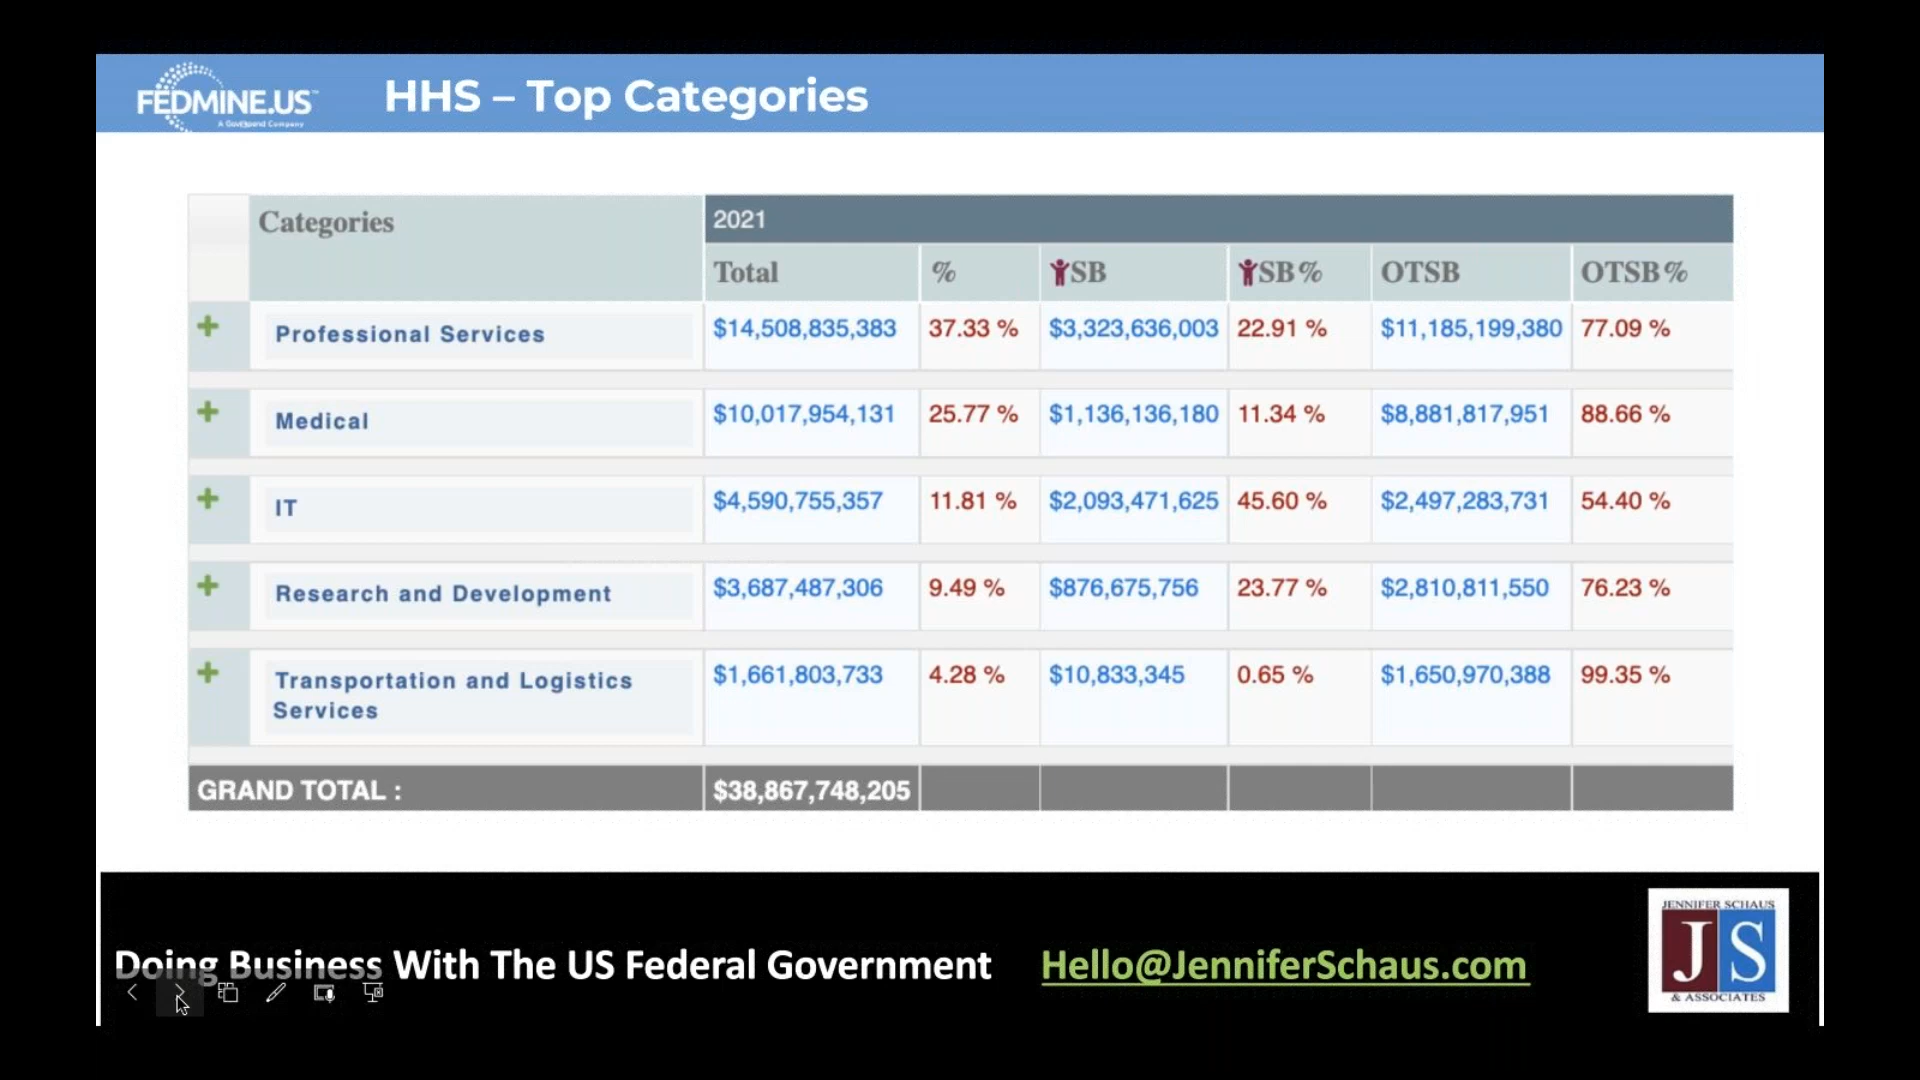 FEDMINE.US™
HHS – Top Categories
Categories
2021
Total % SB SB% OTSB OTSB%
Professional Services $14,508,835,383 37.33 % $3,323,636,003 22.91 % $11,185,199,380 77.09 %
Medical $10,017,954,131 25.77 % $1,136,136,180 11.34 % $8,881,817,951 88.66 %
IT $4,590,755,357 11.81 % $2,093,471,625 45.60 % $2,497,283,731 54.40 %
Research and Development $3,687,487,306 9.49 % $876,675,756 23.77 % $2,810,811,550 76.23 %
Transportation and Logistics $1,661,803,733 4.28 % $10,833,345 0.65 % $1,650,970,388 99.35 %
Services
GRAND TOTAL : $38,867,748,205
Doing Business With The US Federal Government Hello@JenniferSchaus.com
JENNIFER SCHAUS
JS
& ASSOCIATES